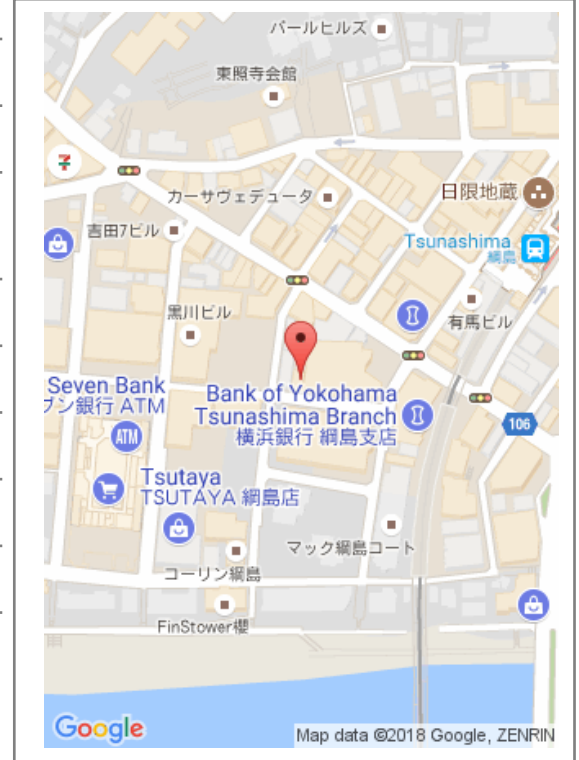 パールヒルズ
東照寺会館
カーサヴェデュータ
日限地蔵
吉田7ビル
Tsunashima
綱島
黒川ビル
有馬ビル
Seven Bank
ブン銀行 ATM
ATM
Bank of Yokohama
Tsunashima Branch
横浜銀行 綱島支店
106
Tsutaya
TSUTAYA 綱島店
マック綱島コート
コーリン綱島
FinStower櫻
Google
Map data ©2018 Google, ZENRIN